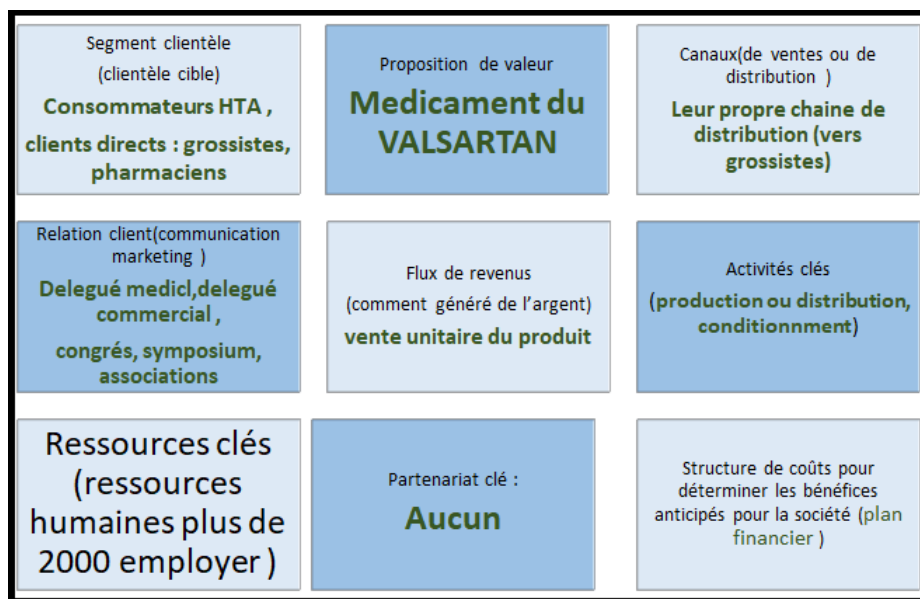 Segment clientèle
(clientèle cible)
Consommateurs HTA ,
clients directs : grossistes,
pharmaciens
Proposition de valeur
Medicament du
VALSARTAN
Canaux(de ventes ou de
distribution )
Leur propre chaine de
distribution (vers
grossistes)
Relation client(communication
marketing )
Delegué medicl,delegué
commercial ,
congrés, symposium,
associations
Flux de revenus
(comment généré de l'argent)
vente unitaire du produit
Activités clés
(production ou distribution,
conditionnment)
Ressources clés
(ressources
humaines plus de
2000 employer )
Partenariat clé :
Aucun
Structure de coûts pour
déterminer les bénéfices
anticipés pour la société (plan
financier )